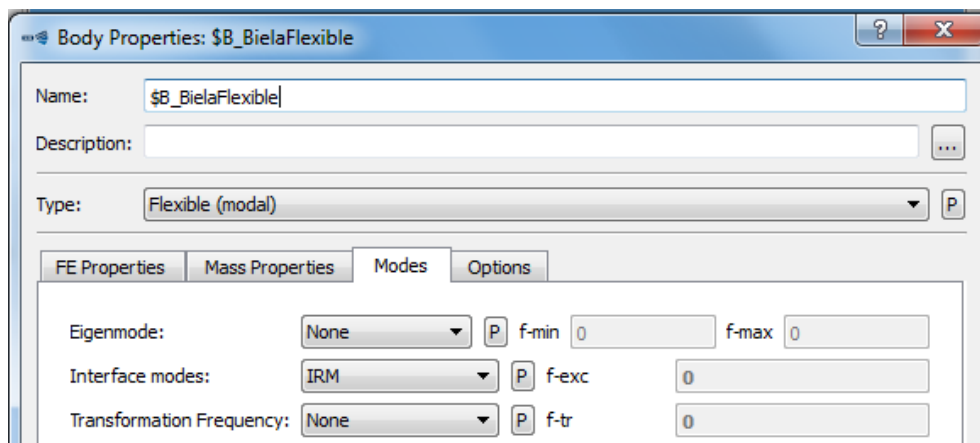 Body Properties: $B_BielaFlexible
?
X
Name: $B_BielaFlexible
Description: ...
Type: Flexible (modal) P
FE Properties Mass Properties Modes Options
Eigenmode: None P f-min 0 f-max 0
Interface modes: IRM P f-exc 0
Transformation Frequency: None P f-tr 0